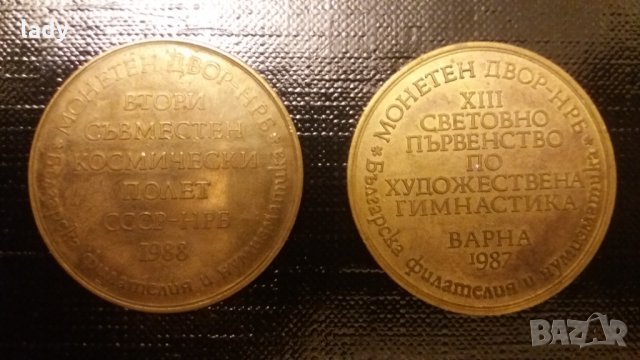 lady
МОНЕТЕН ДВОР-НРБ
ВТОРИ
СЪВМЕСТЕН
КОСМИЧЕСКИ
ПОЛЕТ
СССР-НРБ
1988
* Българска филателия и нумизматика *
МОНЕТЕН ДВОР-НРБ
XIII
СВЕТОВНО
ПЪРВЕНСТВО
ПО
ХУДОЖЕСТВЕНА
ГИМНАСТИКА
ВАРНА
1987
* Българска филателия и нумизматика *
BAZAR